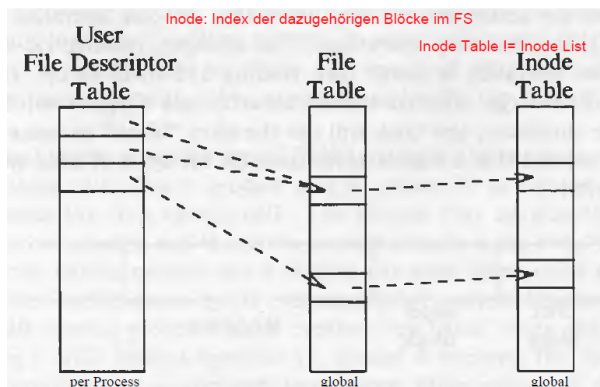 Inode: Index der dazugehörigen Blöcke im FS
Inode Table != Inode List
User
File Descriptor
Table
File
Table
Inode
Table
per Process
global
global